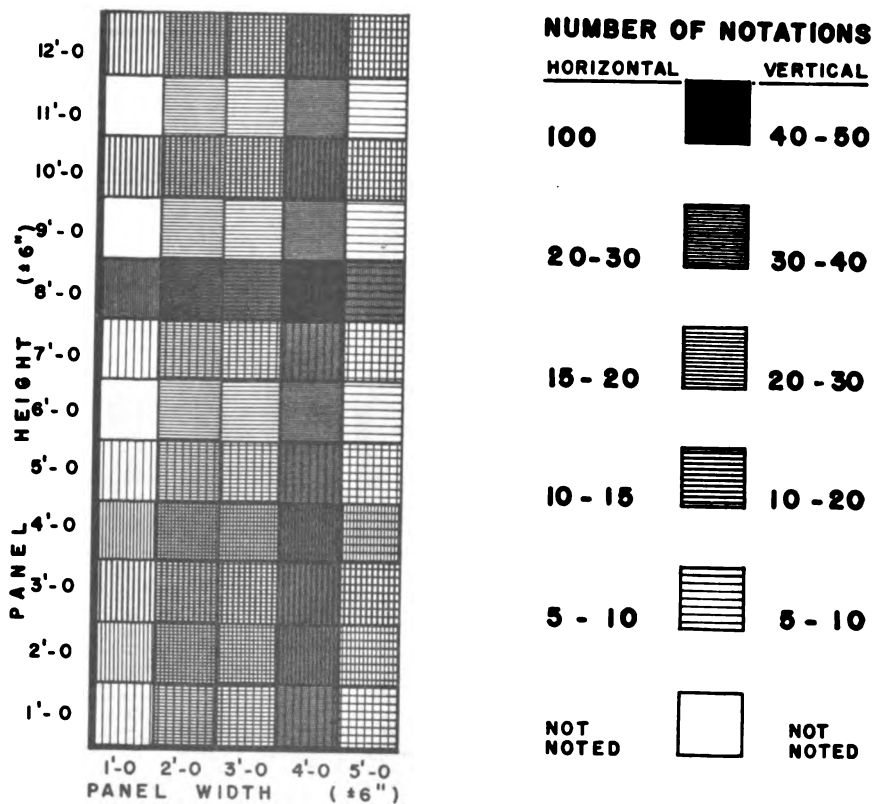 12'-0
11'-0
10'-0
9'-0
8'-0
7'-0
6'-0
5'-0
4'-0
3'-0
2'-0
1'-0
PANEL HEIGHT (±6")
1'-0 2'-0 3'-0 4'-0 5'-0
PANEL WIDTH (±6")
NUMBER OF NOTATIONS
HORIZONTAL VERTICAL
100 40-50
20-30 30-40
15-20 20-30
10-15 10-20
5-10 5-10
NOT NOT
NOTED NOTED